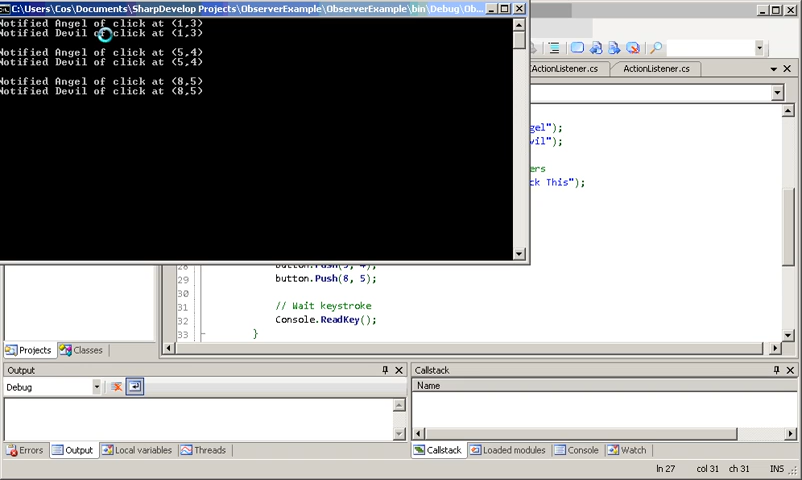 C:\Users\Cos\Documents\SharpDevelop Projects\ObserverExample\ObserverExample\bin\Debug\Ob...
Notified Angel of click at (1,3)
Notified Devil of click at (1,3)
Notified Angel of click at (5,4)
Notified Devil of click at (5,4)
Notified Angel of click at (8,5)
Notified Devil of click at (8,5)
ActionListener.cs
ActionListener.cs
gel");
vil");
ers
ck This");
28
29 button.Push(8, 5);
30
31 // Wait keystroke
32 Console.ReadKey();
33 }
Projects
Classes
Output
Callstack
Debug
Name
Errors
Output
Local variables
Threads
Callstack
Loaded modules
Console
Watch
ln 27
col 31
ch 31
INS